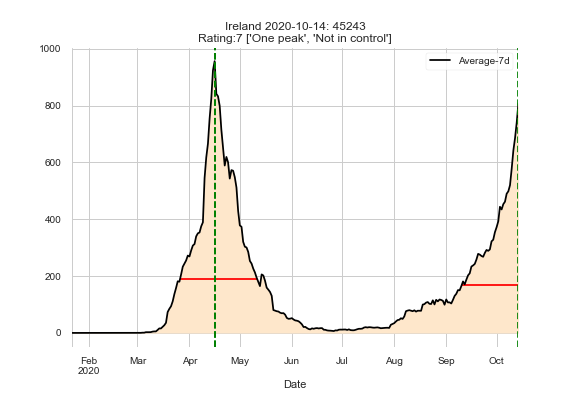 Ireland 2020-10-14: 45243
Rating:7 ['One peak', 'Not in control']
1000
800
600
400
200
0
Average-7d
Feb
2020
Mar
Apr
May
Jun
Jul
Aug
Sep
Oct
Date